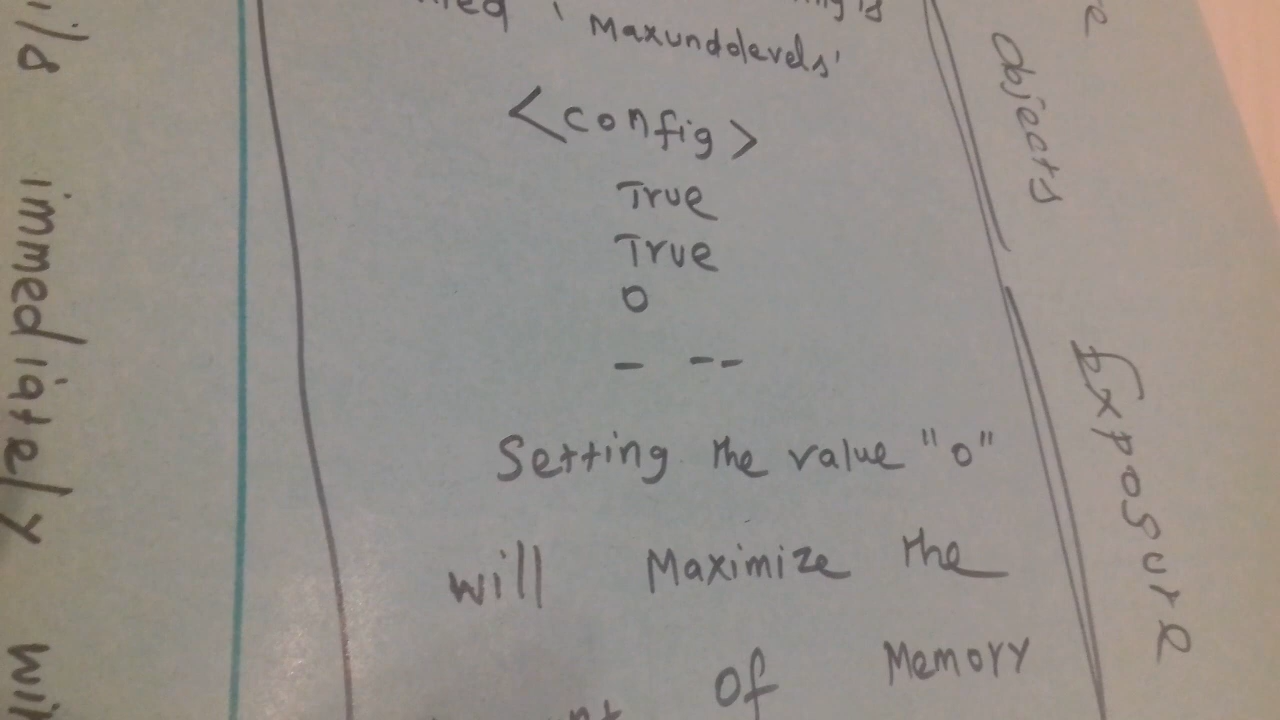 'Maxundolevels'
<config>
True
True
0
- --
Setting the value "0"
will Maximize the
of Memory
objects
Exposure
immediately